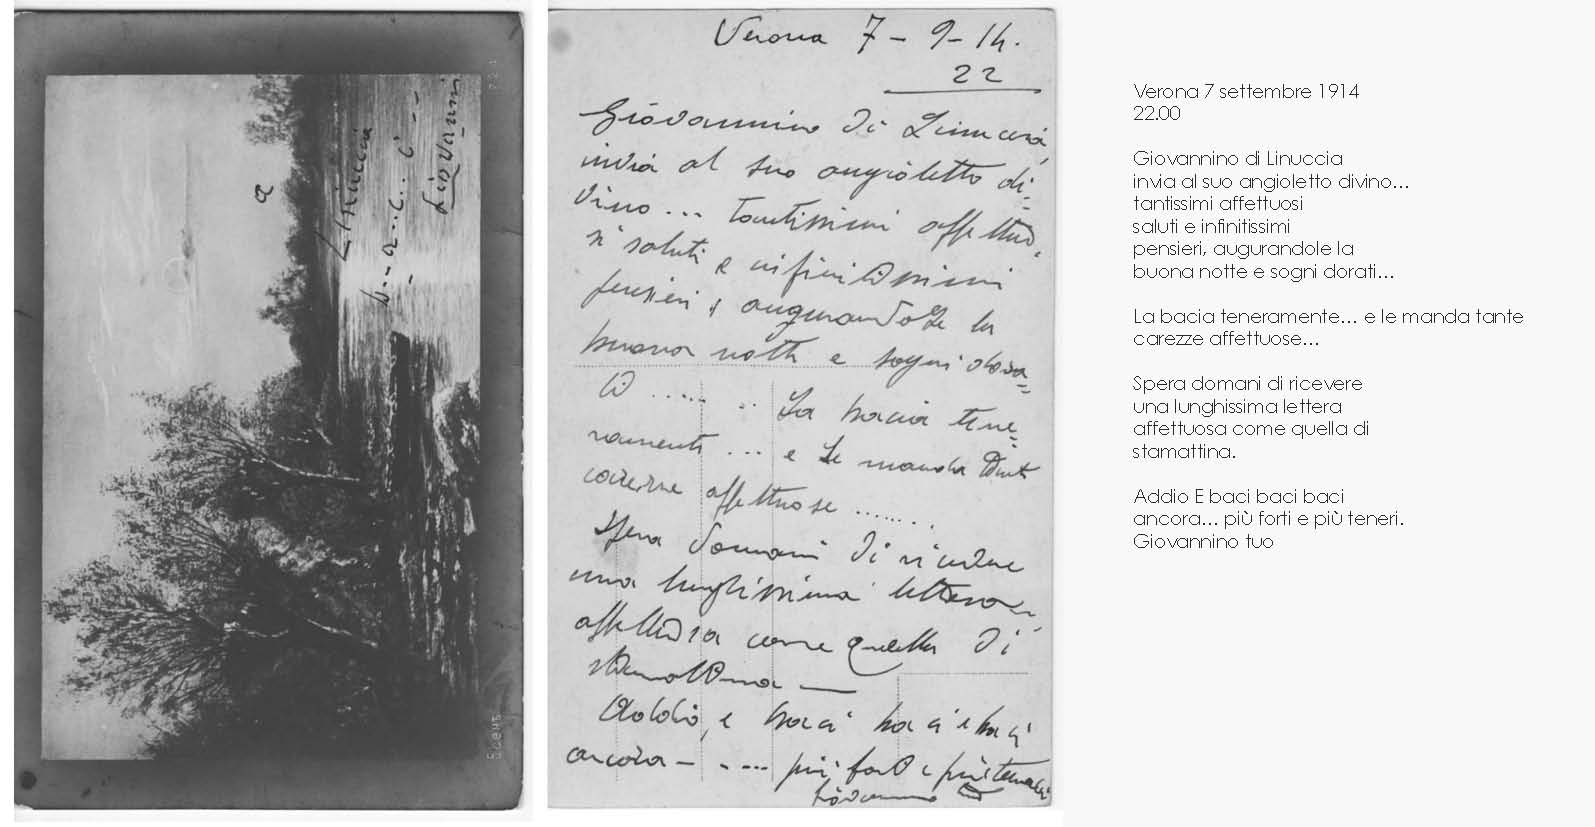 a
Linuccia
b...a...c...i...
Giovanni
Verona 7-9-14.
22
Giovannino di Linuccia
invia al suo angioletto di=
vino... tantissimi affettuo=
si saluti e infinitissimi
pensieri, augurandole la
buona notte e sogni dora=
ti ........ La bacia tene=
ramente ... e Le manda tante
carezze affettuose ........
Spera domani di ricevere
una lunghissima lettera
affettuosa come quella di
stamattina —
Addio, e baci baci e baci
ancora - .... più forti e più teneri
Giovannino tuo
Verona 7 settembre 1914
22.00
Giovannino di Linuccia
invia al suo angioletto divino...
tantissimi affettuosi
saluti e infinitissimi
pensieri, augurandole la
buona notte e sogni dorati...
La bacia teneramente... e le manda tante
carezze affettuose...
Spera domani di ricevere
una lunghissima lettera
affettuosa come quella di
stamattina.
Addio E baci baci baci
ancora... più forti e più teneri.
Giovannino tuo